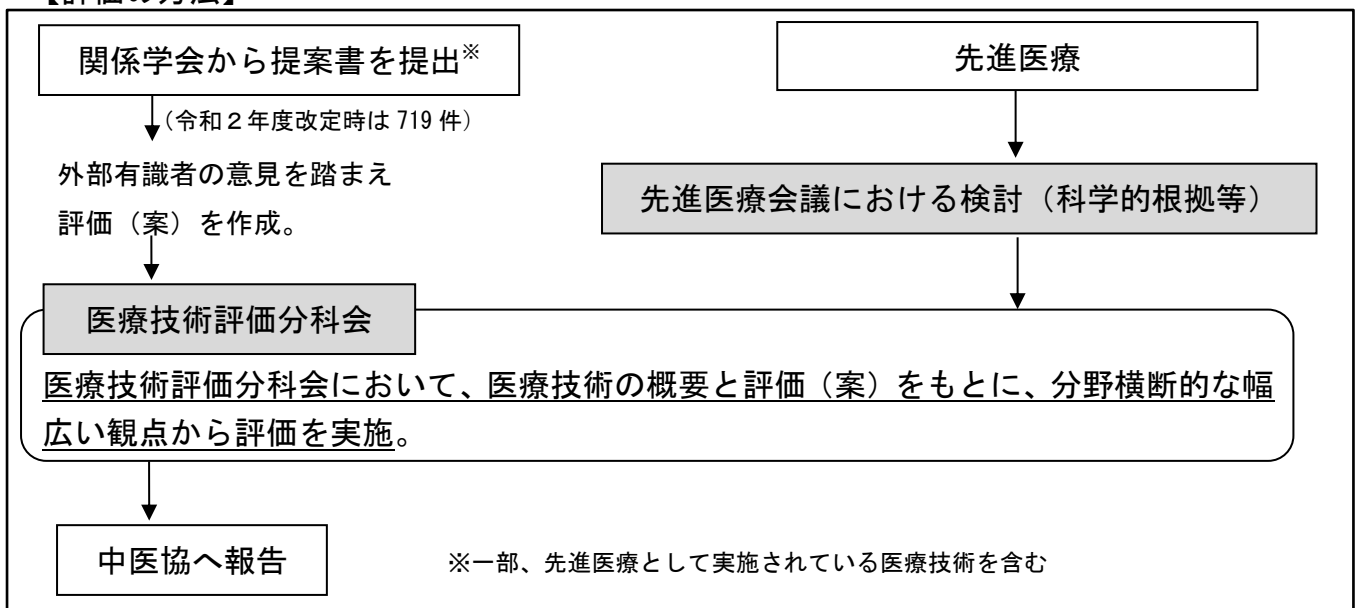 【評価の方法】
関係学会から提案書を提出※
(令和２年度改定時は 719 件)
外部有識者の意見を踏まえ
評価（案）を作成。
先進医療
先進医療会議における検討（科学的根拠等）
医療技術評価分科会
医療技術評価分科会において、医療技術の概要と評価（案）をもとに、分野横断的な幅
広い観点から評価を実施。
中医協へ報告
※一部、先進医療として実施されている医療技術を含む